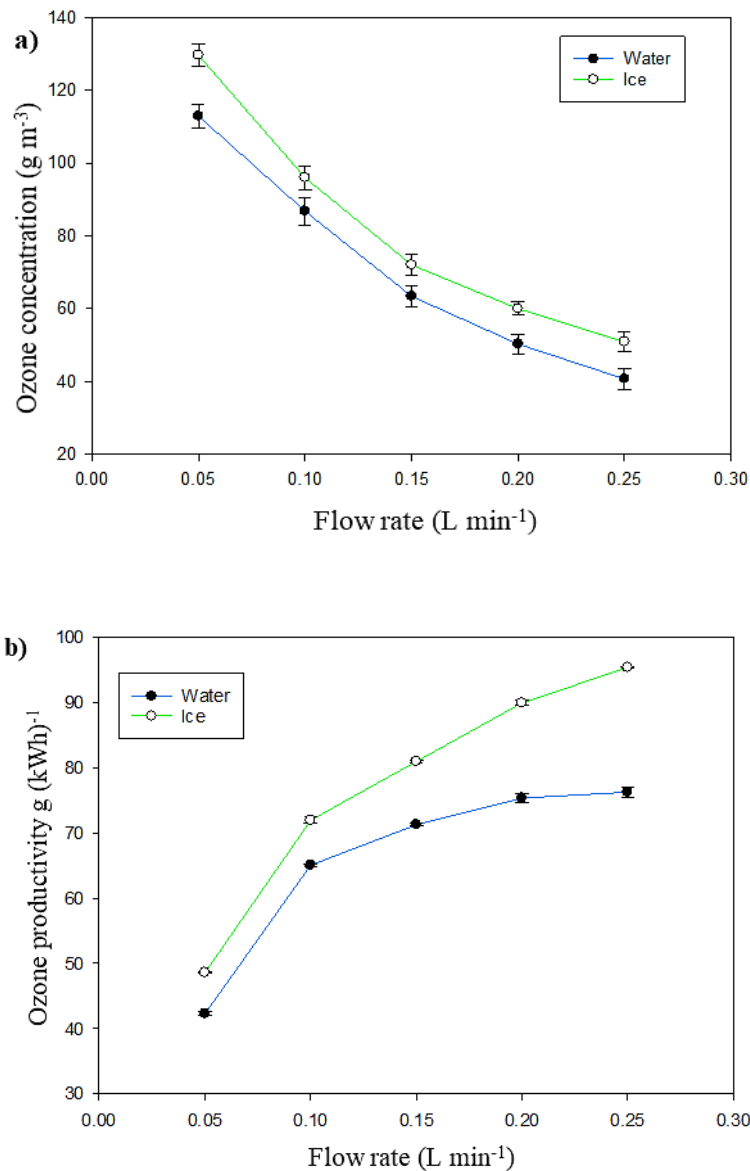 a)
Ozone concentration (g m-3)
140
120
100
80
60
40
20
Water
Ice
0.00 0.05 0.10 0.15 0.20 0.25 0.30
Flow rate (L min-1)
b)
Ozone productivity g (kWh)-1
100
90
80
70
60
50
40
30
Water
Ice
0.00 0.05 0.10 0.15 0.20 0.25 0.30
Flow rate (L min-1)